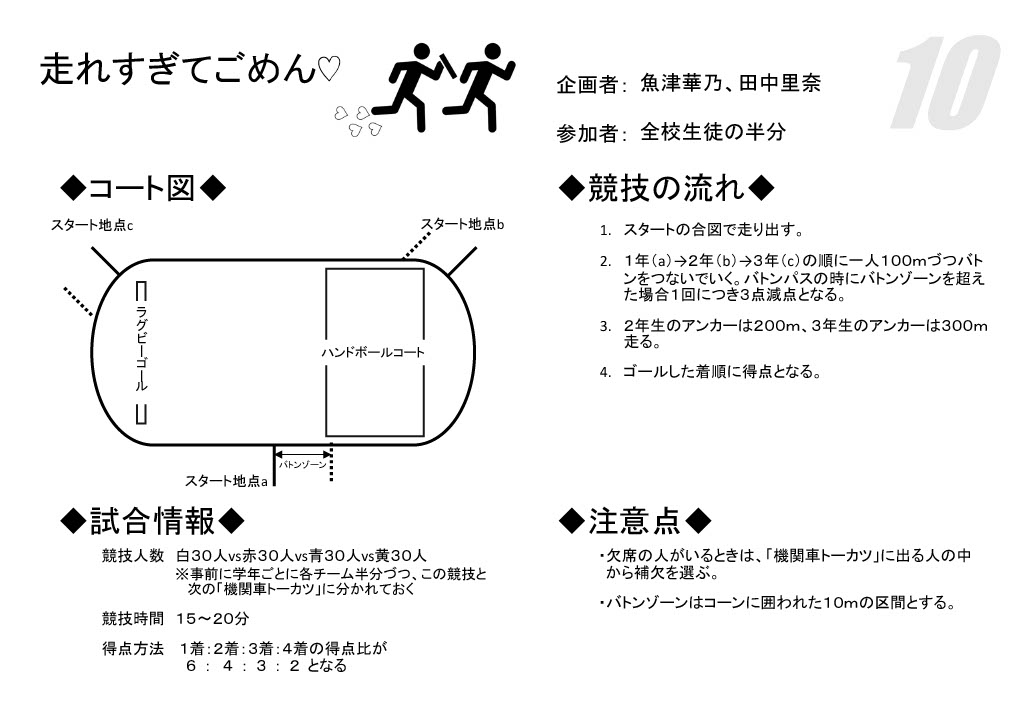 走れすぎてごめん♡
企画者： 魚津華乃、田中里奈
参加者： 全校生徒の半分
10
◆コート図◆
スタート地点c
スタート地点b
ラグビーゴール
ハンドボールコート
バトンゾーン
スタート地点a
◆競技の流れ◆
1. スタートの合図で走り出す。
2. １年（a）→２年（b）→３年（c）の順に一人１００ｍづつバト
ンをつないでいく。バトンパスの時にバトンゾーンを超え
た場合１回につき３点減点となる。
3. ２年生のアンカーは２００ｍ、３年生のアンカーは３００ｍ
走る。
4. ゴールした着順に得点となる。
◆試合情報◆
競技人数 白３０人vs赤３０人vs青３０人vs黄３０人
※事前に学年ごとに各チーム半分づつ、この競技と
次の「機関車トーカツ」に分かれておく
競技時間 １５～２０分
得点方法 １着：２着：３着：４着の得点比が
６ ： ４ ： ３ ： ２ となる
◆注意点◆
・欠席の人がいるときは、「機関車トーカツ」に出る人の中
から補欠を選ぶ。
・バトンゾーンはコーンに囲われた１０ｍの区間とする。